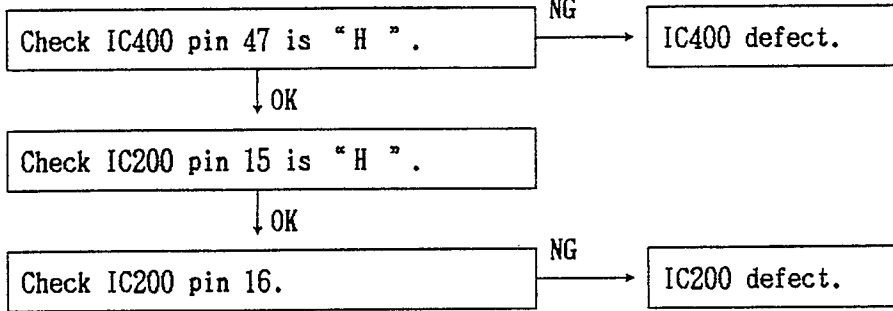 NG
Check IC400 pin 47 is “ H ” .
IC400 defect.
OK
Check IC200 pin 15 is “ H ” .
OK
NG
Check IC200 pin 16.
IC200 defect.